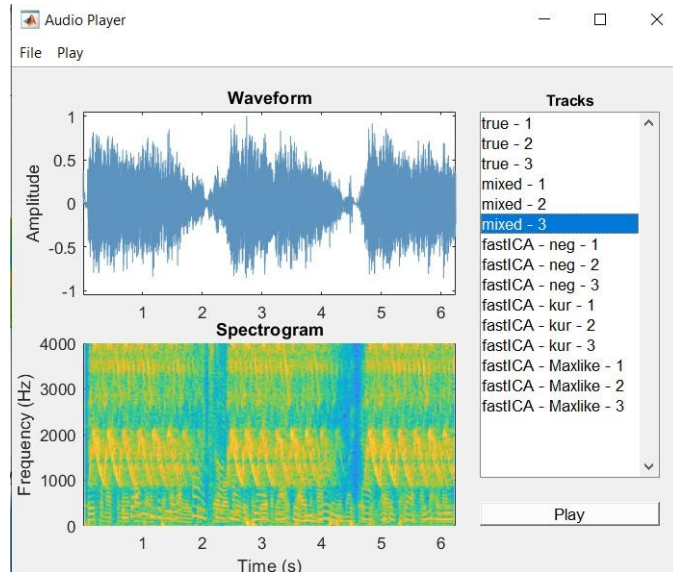 Audio Player
File Play
Waveform
1
0.5
0
-0.5
-1
Amplitude
1 2 3 4 5 6
Spectrogram
4000
3000
2000
1000
0
Frequency (Hz)
1 2 3 4 5 6
Time (s)
Tracks
true - 1
true - 2
true - 3
mixed - 1
mixed - 2
mixed - 3
fastICA - neg - 1
fastICA - neg - 2
fastICA - neg - 3
fastICA - kur - 1
fastICA - kur - 2
fastICA - kur - 3
fastICA - Maxlike - 1
fastICA - Maxlike - 2
fastICA - Maxlike - 3
Play